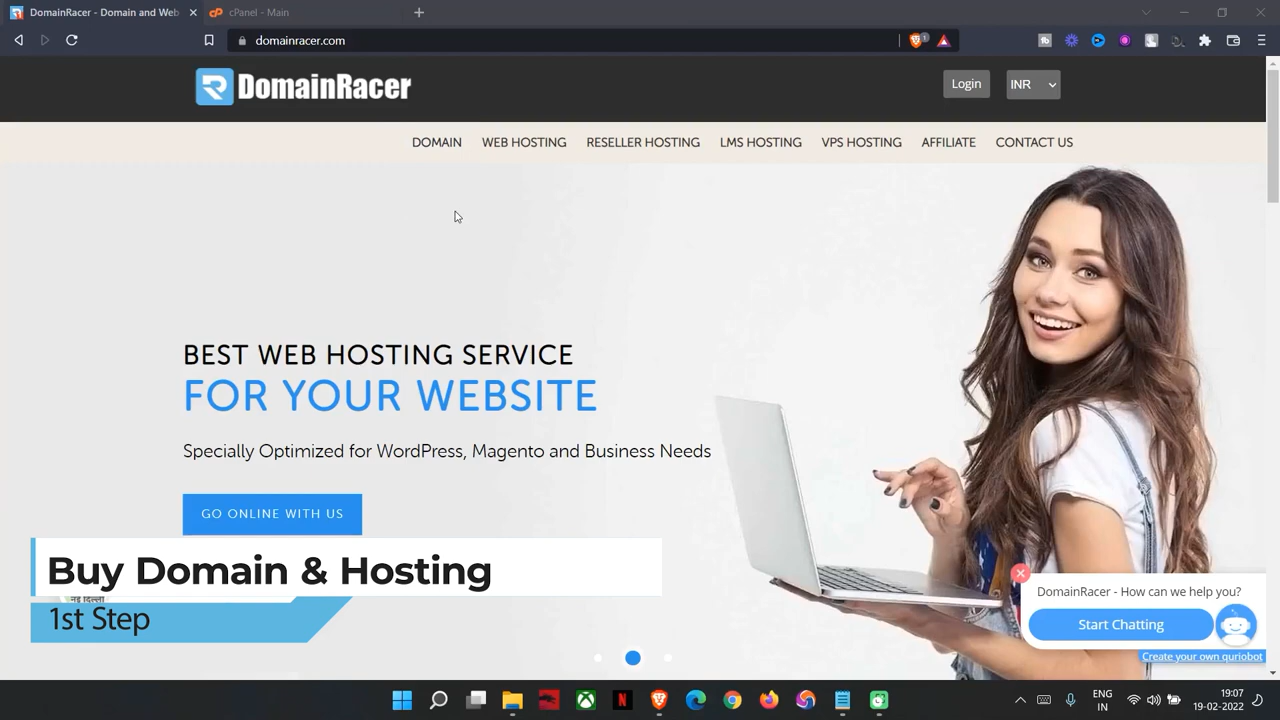 DomainRacer - Domain and Web
cPanel - Main
domainracer.com
1
DomainRacer
Login
INR
DOMAIN WEB HOSTING RESELLER HOSTING LMS HOSTING VPS HOSTING AFFILIATE CONTACT US
BEST WEB HOSTING SERVICE
FOR YOUR WEBSITE
Specially Optimized for WordPress, Magento and Business Needs
GO ONLINE WITH US
Buy Domain & Hosting
नई दिल्ली
1st Step
DomainRacer - How can we help you?
Start Chatting
Create your own quriobot
ENG
IN
19:07
19-02-2022